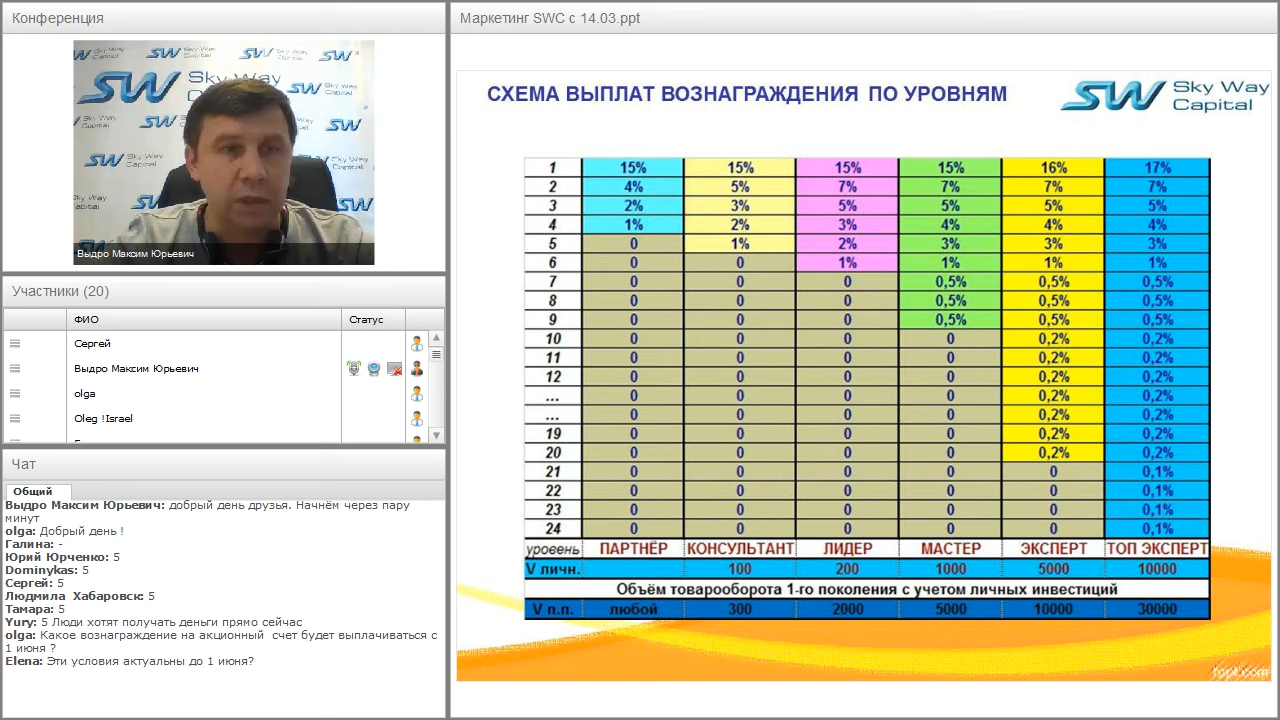 Конференция
SW Sky Way Capital
Выдро Максим Юрьевич
Участники (20)
ФИО Статус
Сергей
Выдро Максим Юрьевич
olga
Oleg !Israel
Чат
Общий
Выдро Максим Юрьевич: добрый день друзья. Начнём через пару
минут
olga: Добрый день !
Галина: -
Юрий Юрченко: 5
Dominykas: 5
Сергей: 5
Людмила Хабаровск: 5
Тамара: 5
Yury: 5 Люди хотят получать деньги прямо сейчас
olga: Какое вознаграждение на акционный счет будет выплачиваться с
1 июня ?
Elena: Эти условия актуальны до 1 июня?
Маркетинг SWC с 14.03.ppt
СХЕМА ВЫПЛАТ ВОЗНАГРАЖДЕНИЯ ПО УРОВНЯМ
SW Sky Way
Capital
1 15% 15% 15% 15% 16% 17%
2 4% 5% 7% 7% 7% 7%
3 2% 3% 5% 5% 5% 5%
4 1% 2% 3% 4% 4% 4%
5 0 1% 2% 3% 3% 3%
6 0 0 1% 1% 1% 1%
7 0 0 0 0,5% 0,5% 0,5%
8 0 0 0 0,5% 0,5% 0,5%
9 0 0 0 0,5% 0,5% 0,5%
10 0 0 0 0 0,2% 0,2%
11 0 0 0 0 0,2% 0,2%
12 0 0 0 0 0,2% 0,2%
... 0 0 0 0 0,2% 0,2%
... 0 0 0 0 0,2% 0,2%
19 0 0 0 0 0,2% 0,2%
20 0 0 0 0 0,2% 0,2%
21 0 0 0 0 0 0,1%
22 0 0 0 0 0 0,1%
23 0 0 0 0 0 0,1%
24 0 0 0 0 0 0,1%
уровень ПАРТНЁР КОНСУЛЬТАНТ ЛИДЕР МАСТЕР ЭКСПЕРТ ТОП ЭКСПЕРТ
V личн. 100 200 1000 5000 10000
Объём товарооборота 1-го поколения с учетом личных инвестиций
V п.п. любой 300 2000 5000 10000 30000
fppt.com